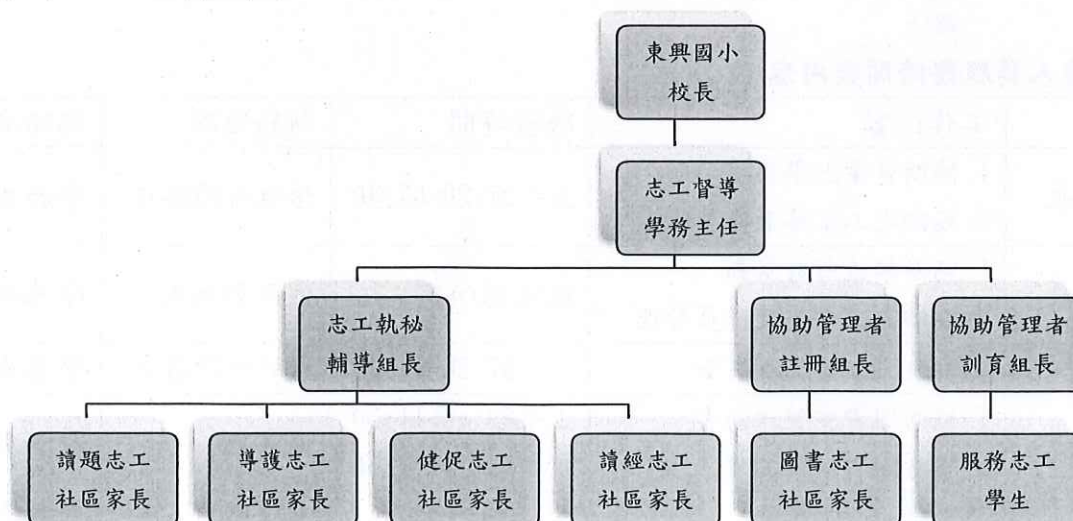 東興國小
校長
志工督導
學務主任
志工執秘
輔導組長
協助管理者
註冊組長
協助管理者
訓育組長
讀題志工
社區家長
導護志工
社區家長
健促志工
社區家長
讀經志工
社區家長
圖書志工
社區家長
服務志工
學生